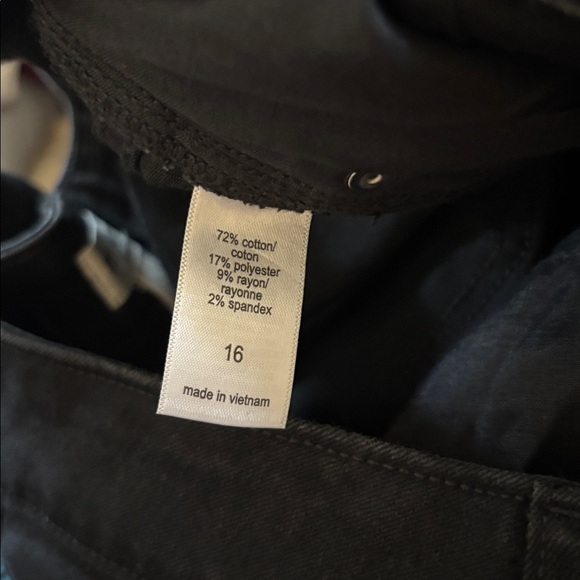 72% cotton/
coton
17% polyester
9% rayon/
rayonne
2% spandex
16
made in vietnam